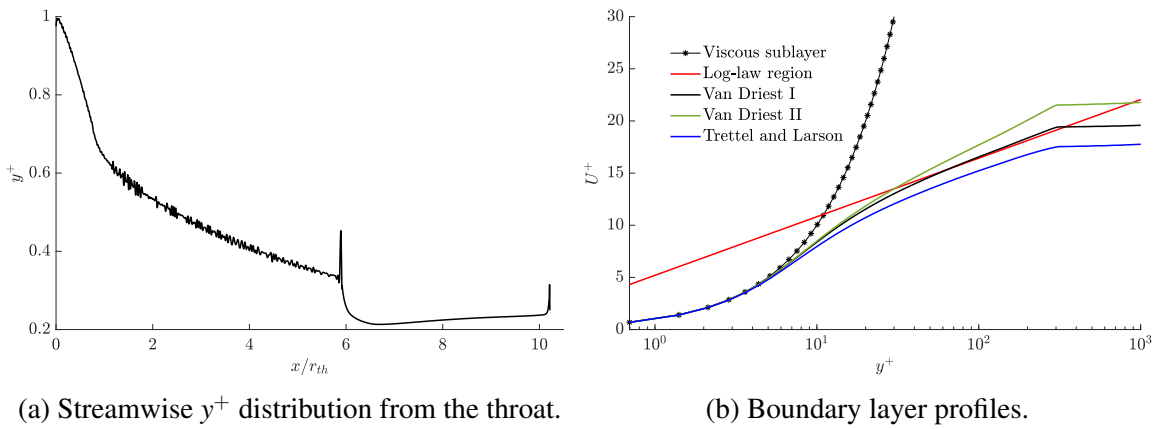 1
0.8
0.6
0.4
0.2
y+
0 2 4 6 8 10
x/r_th
(a) Streamwise y+ distribution from the throat.
30
25
20
15
10
5
0
U+
Viscous sublayer
Log-law region
Van Driest I
Van Driest II
Trettel and Larson
10^0 10^1 10^2 10^3
y+
(b) Boundary layer profiles.